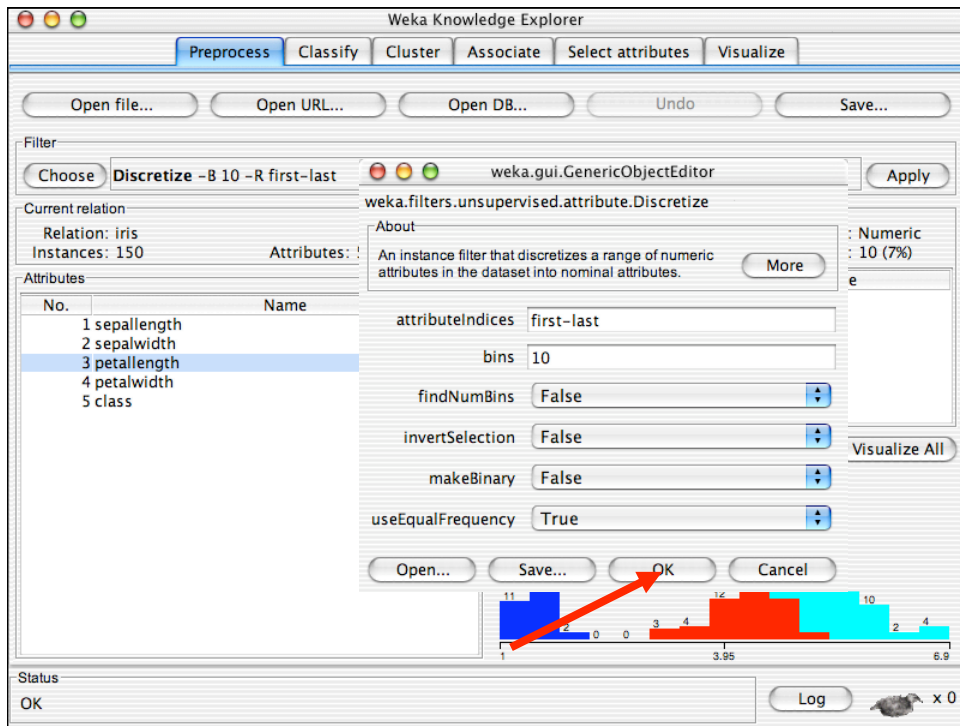 Weka Knowledge Explorer
Preprocess Classify Cluster Associate Select attributes Visualize
Open file... Open URL... Open DB... Undo Save...
Filter
Choose Discretize -B 10 -R first-last Apply
weka.gui.GenericObjectEditor
weka.filters.unsupervised.attribute.Discretize
About
An instance filter that discretizes a range of numeric
attributes in the dataset into nominal attributes.
More
attributeIndices first-last
bins 10
findNumBins False
invertSelection False
makeBinary False
useEqualFrequency True
Open... Save... OK Cancel
Current relation
Relation: iris
Instances: 150 Attributes:
: Numeric
: 10 (7%)
Attributes
No. Name
1 sepallength
2 sepalwidth
3 petallength
4 petalwidth
5 class
e
Visualize All
11 2 0 0 3 4 12 10 2 4
1 3.95 6.9
Status
OK
Log x 0